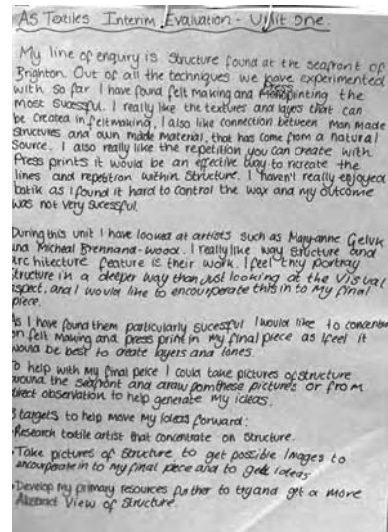 As Textiles Interim Evaluation - Unit One.
My line of enquiry is Structure found at the seafront of
Brighton. Out of all the techniques we have experimented
with so far I have found felt making and Press printing the
most Sucessful. I really like the textures and layers that can
be created in feltmaking, I also like connection between man made
Structures and own made material, that has come from a natural
Source. I also really like the repetition you can create with
Press prints it would be an effective way to ricreate the
lines and repetition within Structure. I haven't really enjoyed
batik as I found it hard to control the wax and my outcome
was not very sucessful.
During this unit I have looked at artists such as Mary-anne Geluk
and Micheal Brennand-Wood. I really like way structure and
architecture feature is their work. I feel they portray
structure in a deeper way than Just looking at the Visual
aspect, and I would like to encourporate this in to My final
piece.
As I have found them particularly sucessful I would like to concentrate
on felt making and press print in my final piece as I feel it
would be best to create layers and tones.
To help with My final peice I could take pictures of structure
around the seafront and draw from these pictures or from
direct observation to help generate My ideas.
3 targets to help move My Ideas forward:
Research textile artist that concentrate on Structure.
• Take pictures of Structure to get possible Images to
encourporate in to My final peece and to get ideas
• Develop my primary resources further to try and get a more
Abstract View of Structure.